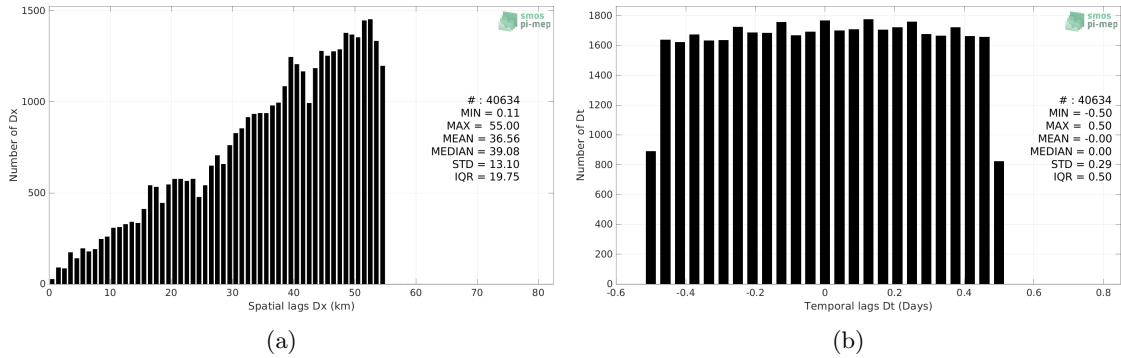 1500
1000
500
0
0
10
20
30
40
50
60
70
80
Number of Dx
Spatial lags Dx (km)
smos
pi-mep
# : 40634
MIN = 0.11
MAX = 55.00
MEAN = 36.56
MEDIAN = 39.08
STD = 13.10
IQR = 19.75
(a)
1800
1600
1400
1200
1000
800
600
400
200
0
-0.6
-0.4
-0.2
0
0.2
0.4
0.6
0.8
Number of Dt
Temporal lags Dt (Days)
smos
pi-mep
# : 40634
MIN = -0.50
MAX = 0.50
MEAN = -0.00
MEDIAN = 0.00
STD = 0.29
IQR = 0.50
(b)